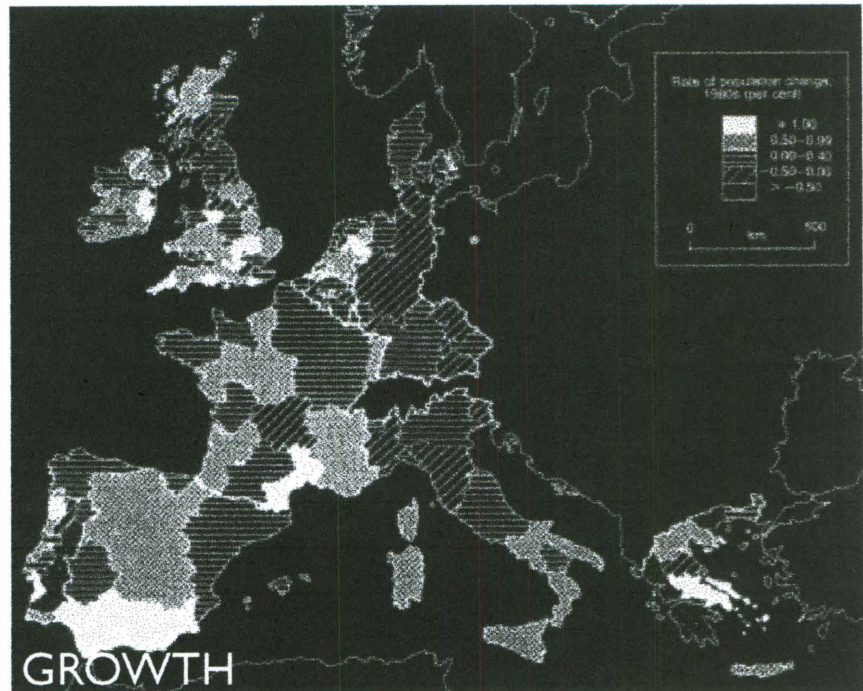 Rate of population change,
1980s (per cent)
> 1.00
0.50–0.99
0.00–0.49
-0.50–0.00
> -0.50
0 500
km
GROWTH